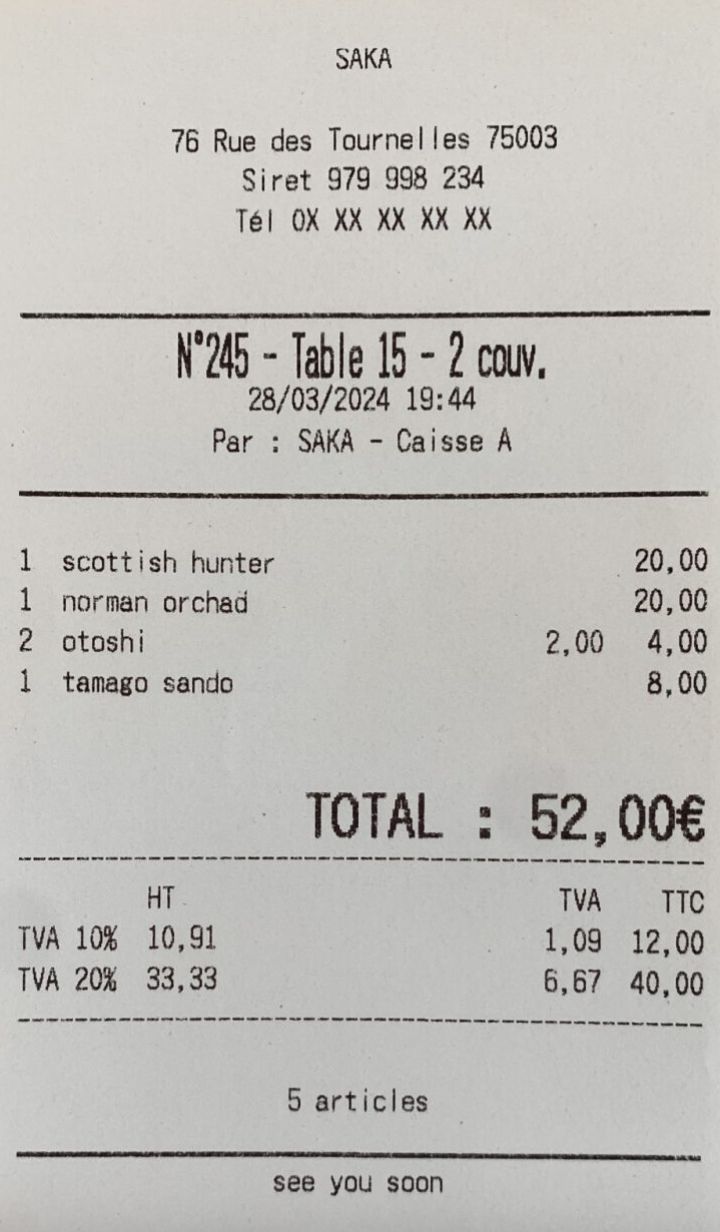 SAKA
76 Rue des Tournelles 75003
Siret 979 998 234
Tél 0X XX XX XX XX
N°245 - Table 15 - 2 couv.
28/03/2024 19:44
Par : SAKA - Caisse A
1 scottish hunter 20,00
1 norman orchad 20,00
2 otoshi 2,00 4,00
1 tamago sando 8,00
TOTAL : 52,00€
HT TVA TTC
TVA 10% 10,91 1,09 12,00
TVA 20% 33,33 6,67 40,00
5 articles
see you soon